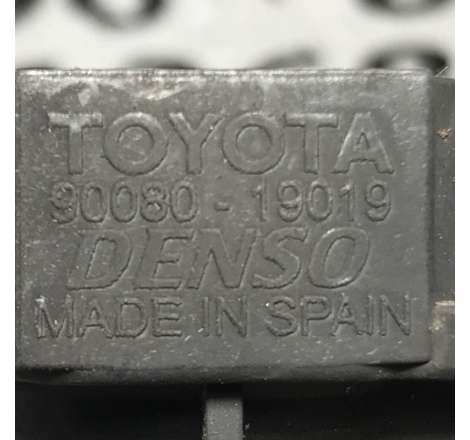 TOYOTA
90080-19019
DENSO
MADE IN SPAIN